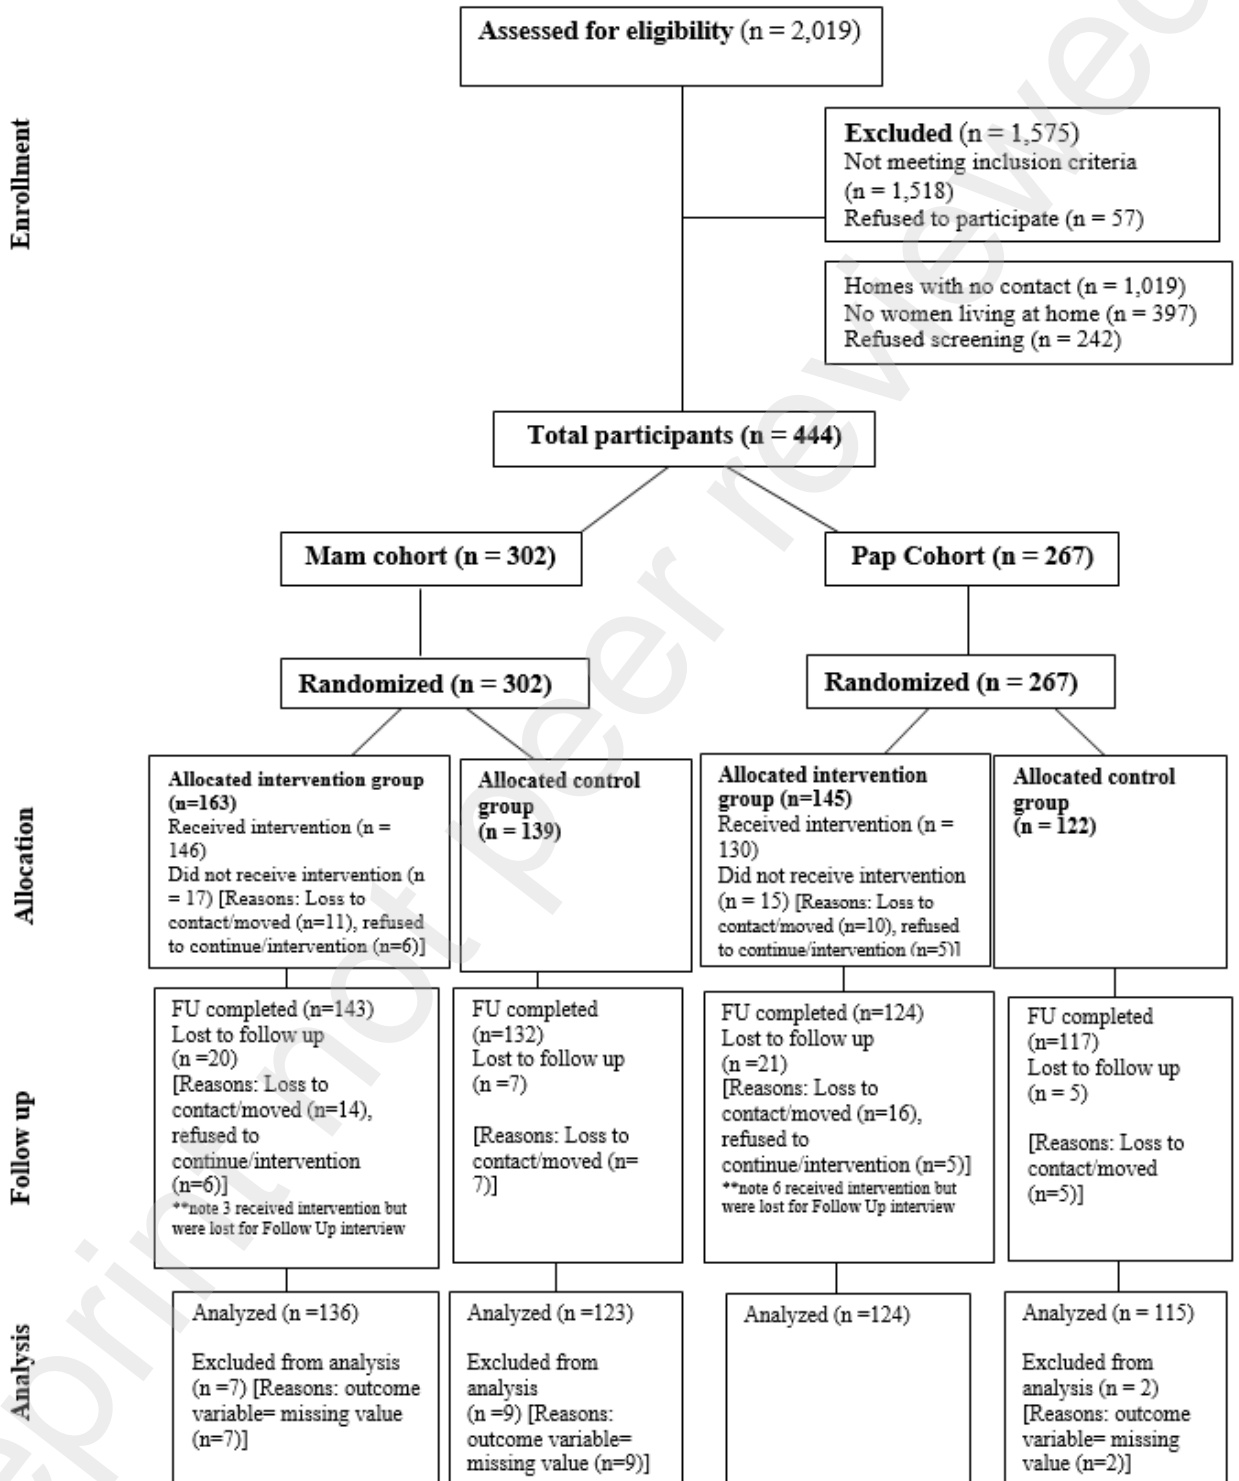 Assessed for eligibility (n = 2,019)
Enrollment
Excluded (n = 1,575)
Not meeting inclusion criteria
(n = 1,518)
Refused to participate (n = 57)
Homes with no contact (n = 1,019)
No women living at home (n = 397)
Refused screening (n = 242)
Total participants (n = 444)
Mam cohort (n = 302)
Pap Cohort (n = 267)
Randomized (n = 302)
Randomized (n = 267)
Allocation
Allocated intervention group
(n=163)
Received intervention (n =
146)
Did not receive intervention (n
= 17) [Reasons: Loss to
contact/moved (n=11), refused
to continue/intervention (n=6)]
Allocated control
group
(n = 139)
Allocated intervention
group (n=145)
Received intervention (n =
130)
Did not receive intervention
(n = 15) [Reasons: Loss to
contact/moved (n=10), refused
to continue/intervention (n=5)]
Allocated control
group
(n = 122)
Follow up
FU completed (n=143)
Lost to follow up
(n =20)
[Reasons: Loss to
contact/moved (n=14),
refused to
continue/intervention
(n=6)]
**note 3 received intervention but
were lost for Follow Up interview
FU completed
(n=132)
Lost to follow up
(n =7)
[Reasons: Loss to
contact/moved (n=
7)]
FU completed (n=124)
Lost to follow up
(n =21)
[Reasons: Loss to
contact/moved (n=16),
refused to
continue/intervention (n=5)]
**note 6 received intervention but
were lost for Follow Up interview
FU completed
(n=117)
Lost to follow up
(n = 5)
[Reasons: Loss to
contact/moved
(n=5)]
Analysis
Analyzed (n =136)
Excluded from analysis
(n =7) [Reasons: outcome
variable= missing value
(n=7)]
Analyzed (n =123)
Excluded from
analysis
(n =9) [Reasons:
outcome variable=
missing value (n=9)]
Analyzed (n =124)
Analyzed (n = 115)
Excluded from
analysis (n = 2)
[Reasons: outcome
variable= missing
value (n=2)]
eprint not peer reviewed